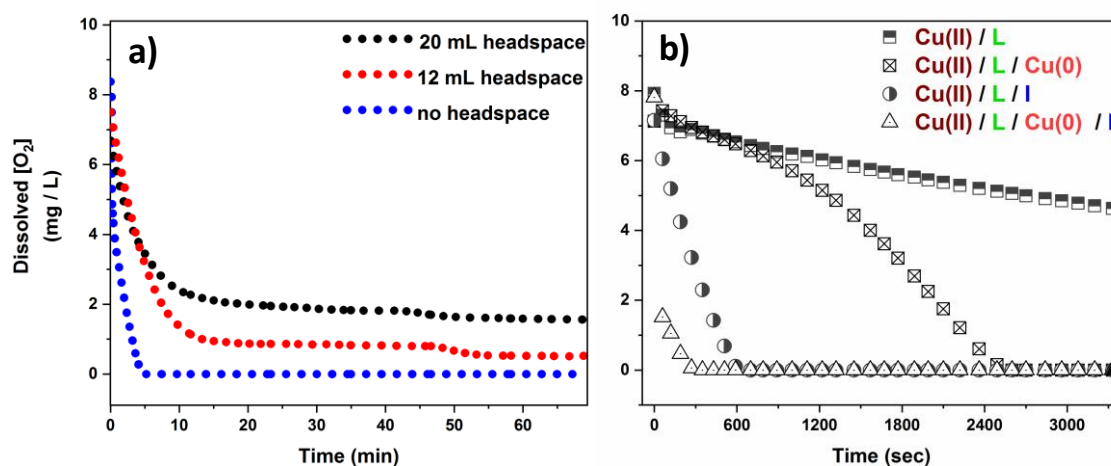 a)
20 mL headspace
12 mL headspace
no headspace
Dissolved [O₂]
(mg / L)
10
8
6
4
2
0
0 10 20 30 40 50 60
Time (min)
b)
Cu(II) / L
Cu(II) / L / Cu(0)
Cu(II) / L / I
Cu(II) / L / Cu(0) / I
10
8
6
4
2
0
0 600 1200 1800 2400 3000
Time (sec)